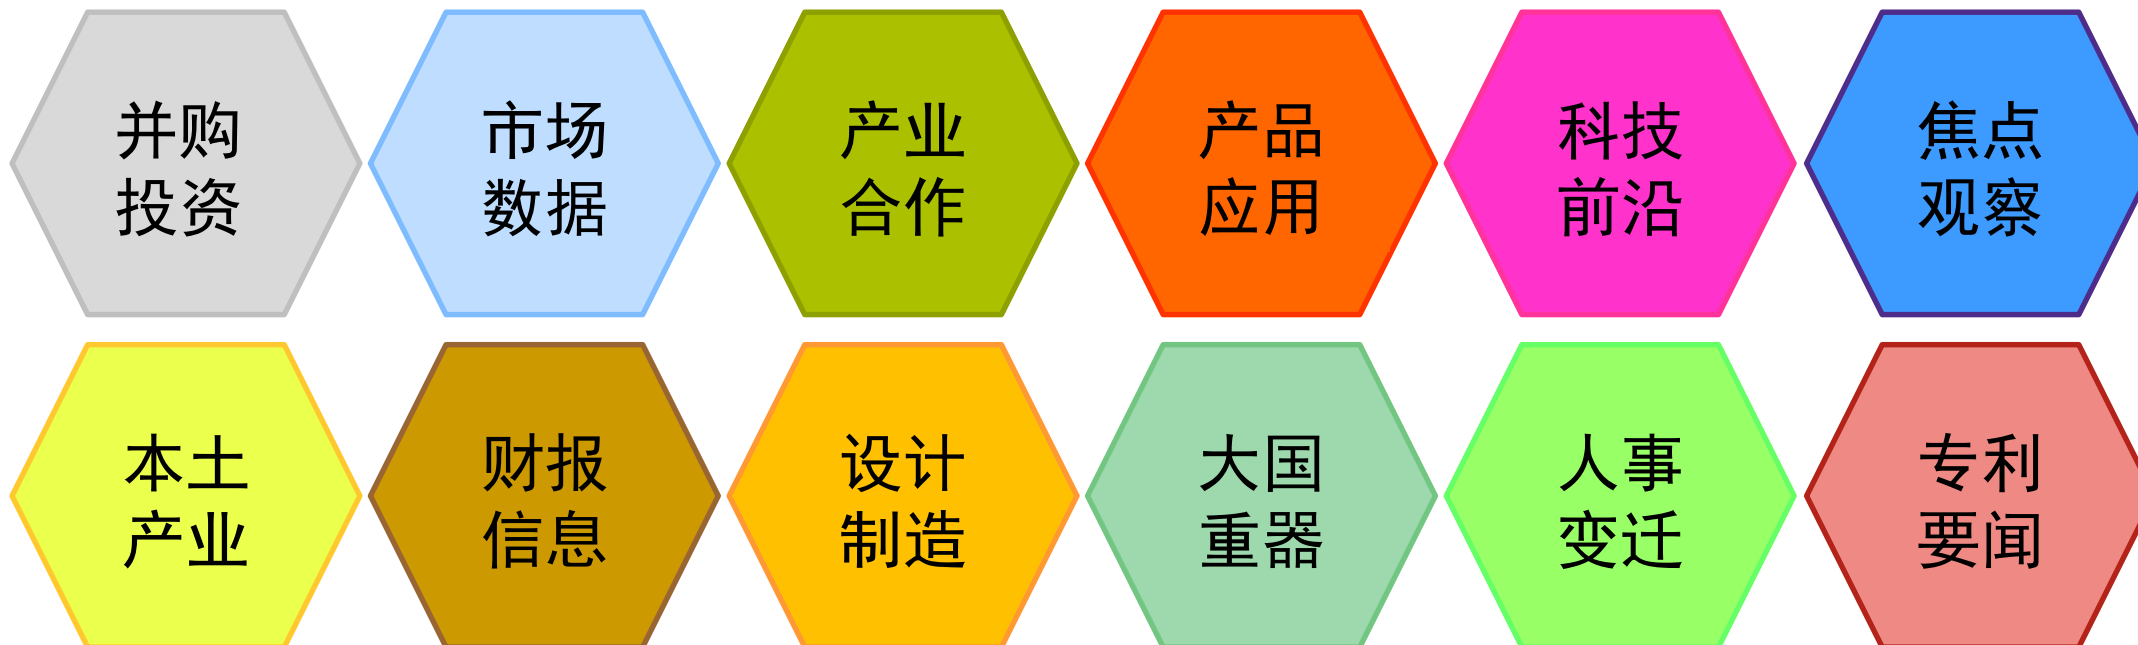 并购
投资
市场
数据
产业
合作
产品
应用
科技
前沿
焦点
观察
本土
产业
财报
信息
设计
制造
大国
重器
人事
变迁
专利
要闻